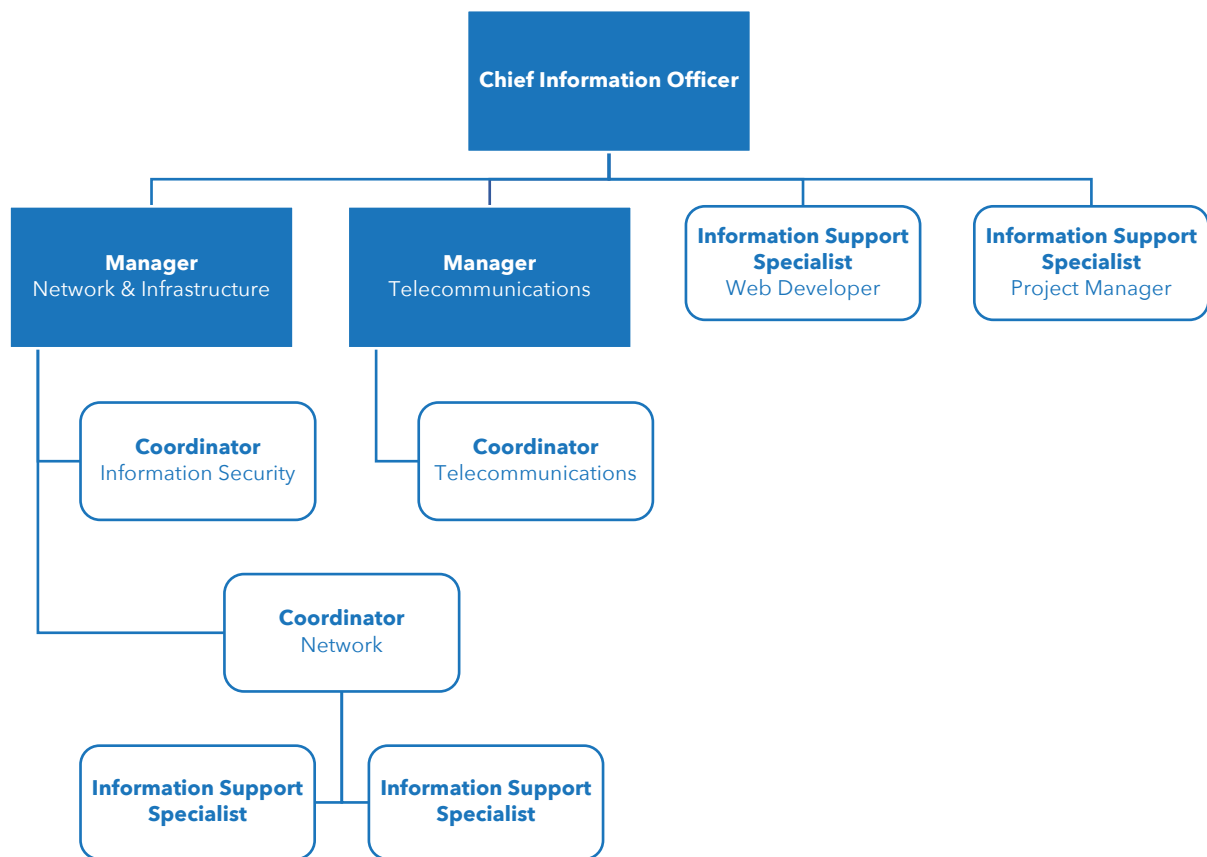 Chief Information Officer
Manager
Network & Infrastructure
Manager
Telecommunications
Information Support
Specialist
Web Developer
Information Support
Specialist
Project Manager
Coordinator
Information Security
Coordinator
Telecommunications
Coordinator
Network
Information Support
Specialist
Information Support
Specialist